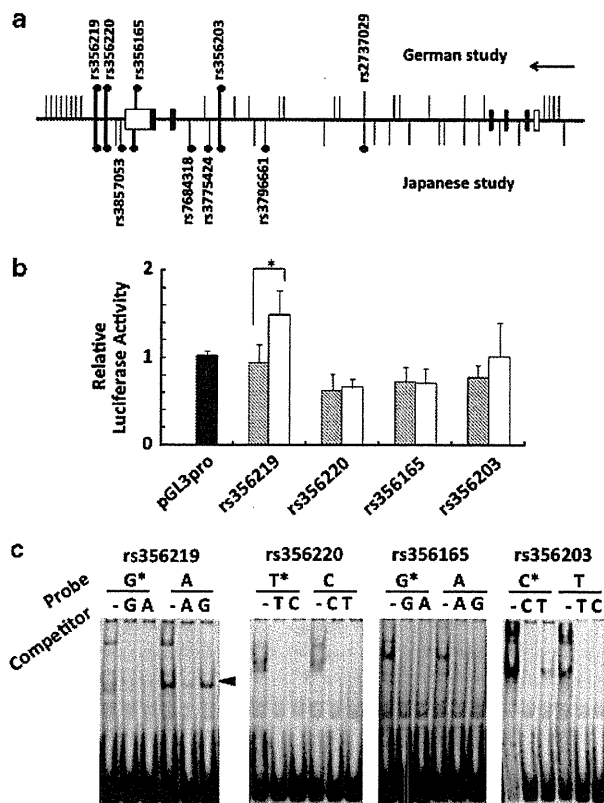 a
rs356219
rs356220
rs356165
rs356203
rs2737029
German study
rs3857053
rs7684318
rs3775424
rs3796661
Japanese study
b
Relative
Luciferase Activity
2
1
0
*
pGL3pro
rs356219
rs356220
rs356165
rs356203
c
rs356219 rs356220 rs356165 rs356203
Probe G* A T* C G* A C* T
Competitor - G A - A G - T C - C T - G A - A G - C T - C T